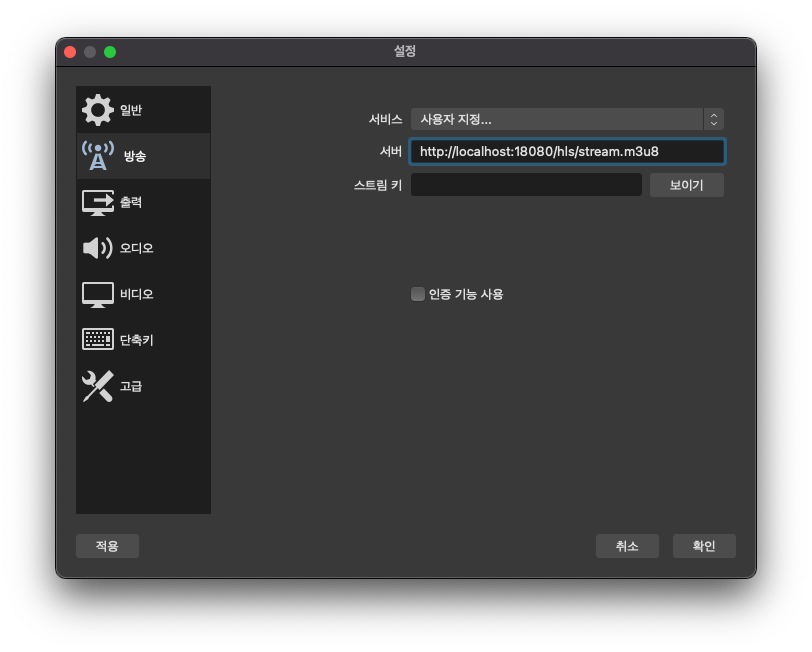 설정
일반
방송
출력
오디오
비디오
단축키
고급
서비스 사용자 지정...
서버 http://localhost:18080/hls/stream.m3u8
스트림 키 보이기
인증 기능 사용
적용 취소 확인